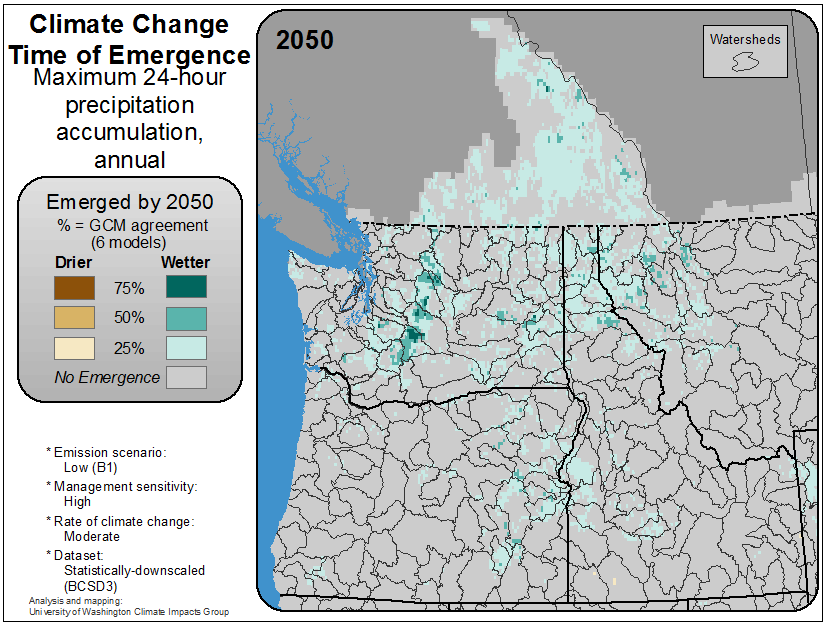 Climate Change
Time of Emergence
Maximum 24-hour
precipitation
accumulation,
annual
Emerged by 2050
% = GCM agreement
(6 models)
Drier Wetter
75%
50%
25%
No Emergence
* Emission scenario:
Low (B1)
* Management sensitivity:
High
* Rate of climate change:
Moderate
* Dataset:
Statistically-downscaled
(BCSD3)
Analysis and mapping:
University of Washington Climate Impacts Group
2050
Watersheds